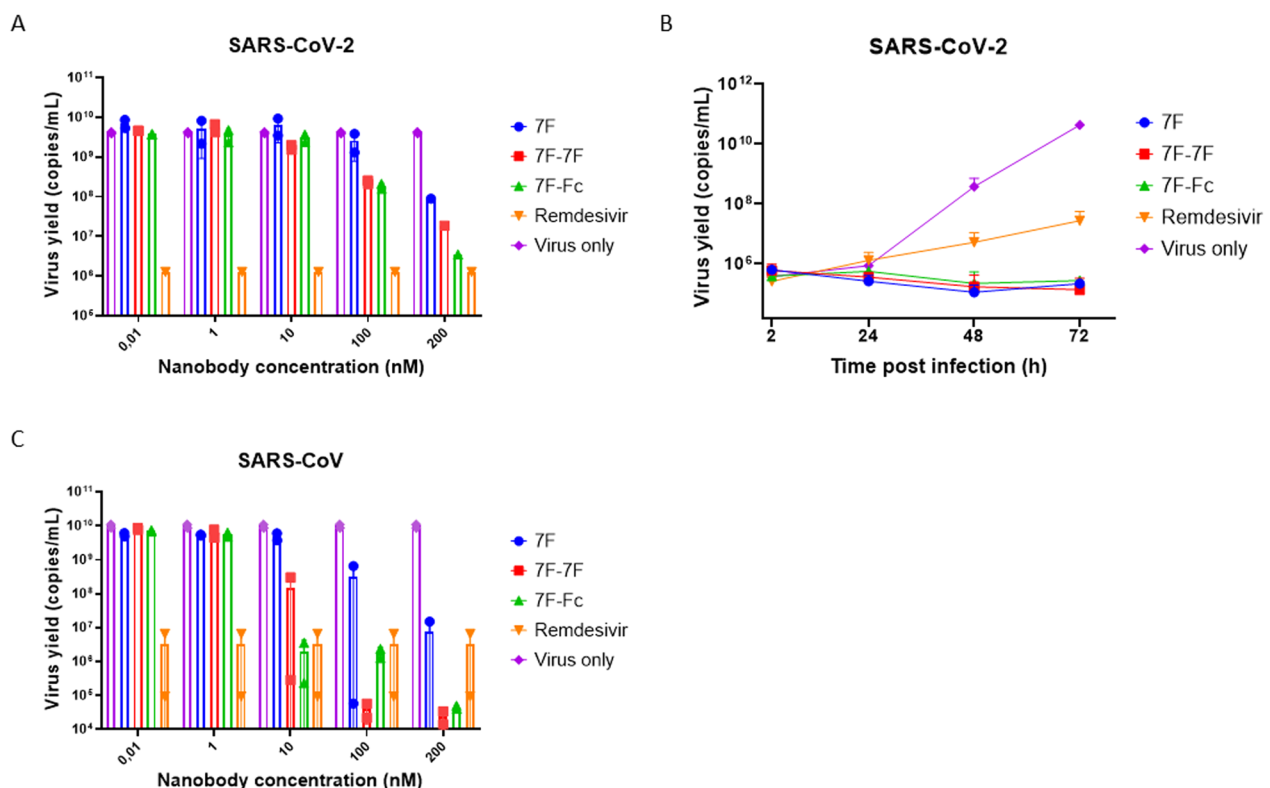 A
SARS-CoV-2
Virus yield (copies/mL)
10¹¹
10¹⁰
10⁹
10⁸
10⁷
10⁶
10⁵
0,01
1
10
100
200
Nanobody concentration (nM)
7F
7F-7F
7F-Fc
Remdesivir
Virus only
B
SARS-CoV-2
Virus yield (copies/mL)
10¹²
10¹⁰
10⁸
10⁶
2
24
48
72
Time post infection (h)
7F
7F-7F
7F-Fc
Remdesivir
Virus only
C
SARS-CoV
Virus yield (copies/mL)
10¹¹
10¹⁰
10⁹
10⁸
10⁷
10⁶
10⁵
10⁴
0,01
1
10
100
200
Nanobody concentration (nM)
7F
7F-7F
7F-Fc
Remdesivir
Virus only